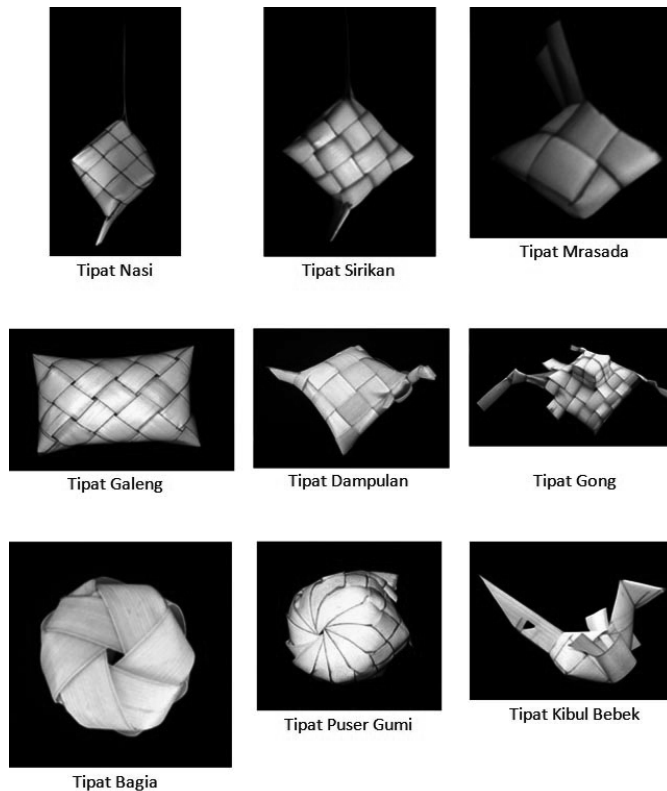 Tipat Nasi
Tipat Sirikan
Tipat Mrasada
Tipat Galeng
Tipat Dampulan
Tipat Gong
Tipat Bagia
Tipat Puser Gumi
Tipat Kibul Bebek